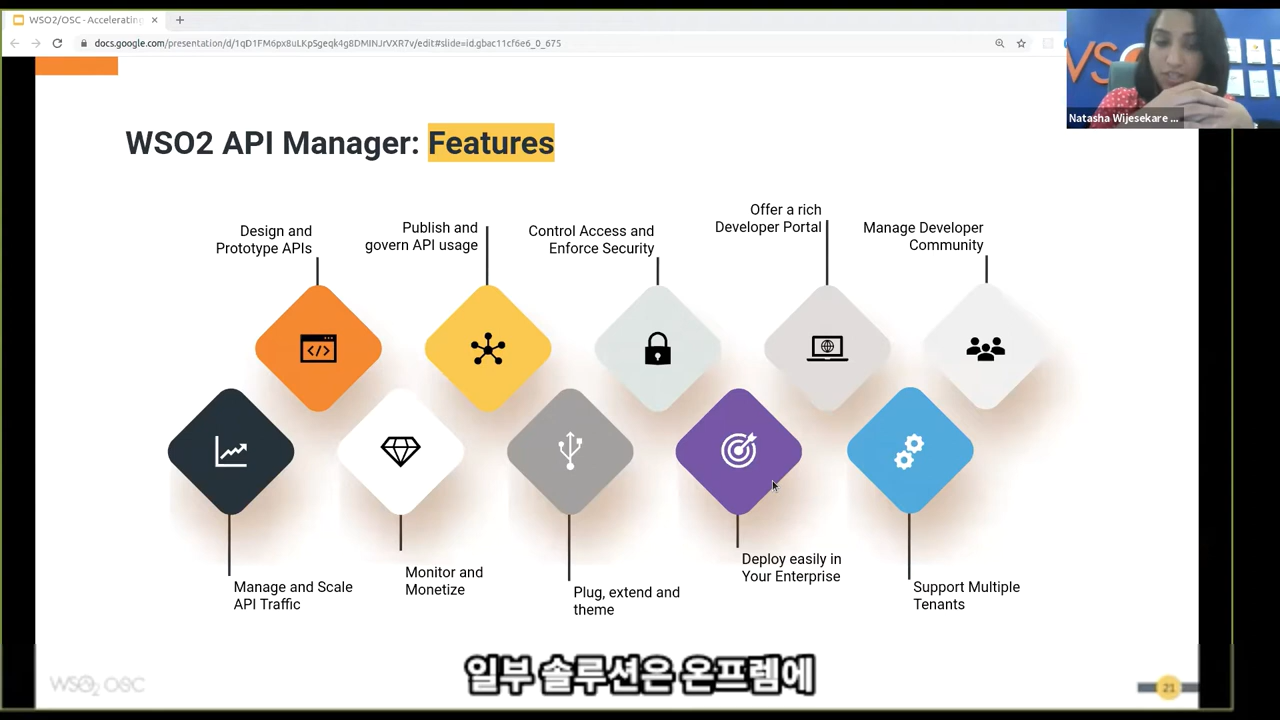 WSO2/OSC - Accelerating
docs.google.com/presentation/d/1qD1FM6px8uLKpSgeqk4g8DMINJrVXR7v/edit#slide=id.gbac11cf6e6_0_675
Natasha Wijesekare ...
WSO2 API Manager: Features
Design and
Prototype APIs
Publish and
govern API usage
Control Access and
Enforce Security
Offer a rich
Developer Portal
Manage Developer
Community
Manage and Scale
API Traffic
Monitor and
Monetize
Plug, extend and
theme
Deploy easily in
Your Enterprise
Support Multiple
Tenants
일부 솔루션은 온프렘에
WSO2 OSC
21